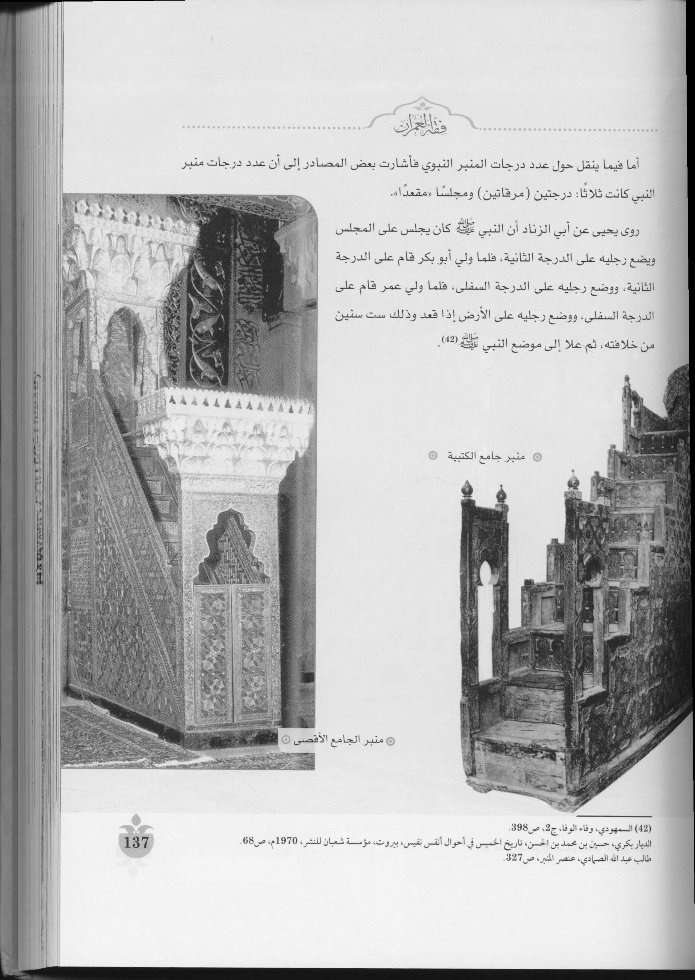 فقه العمران
أما فيما ينقل حول عدد درجات المنبر النبوي فأشارت بعض المصادر إلى أن عدد درجات منبر
النبي كانت ثلاثًا: درجتين (مرقاتين) ومجلسًا «مقعدًا».
روى يحيى عن أبي الزناد أن النبي ﷺ كان يجلس على المجلس
ويضع رجليه على الدرجة الثانية، فلما ولي أبو بكر قام على الدرجة
الثانية، ووضع رجليه على الدرجة السفلى، فلما ولي عمر قام على
الدرجة السفلى، ووضع رجليه على الأرض إذا قعد وذلك ست سنين
من خلافته، ثم علا إلى موضع النبي ﷺ(42).
منبر جامع الكتبية
منبر الجامع الأقصى
(42) السمهودي، وفاء الوفا، ج2، ص398.
الديار بكري، حسين بن محمد بن الحسن، تاريخ الخميس في أحوال أنفس نفيس، بيروت، مؤسسة شعبان للنشر، 1970م، ص68.
طالب عبد الله الصمادي، عنصر المنبر، ص327.
137